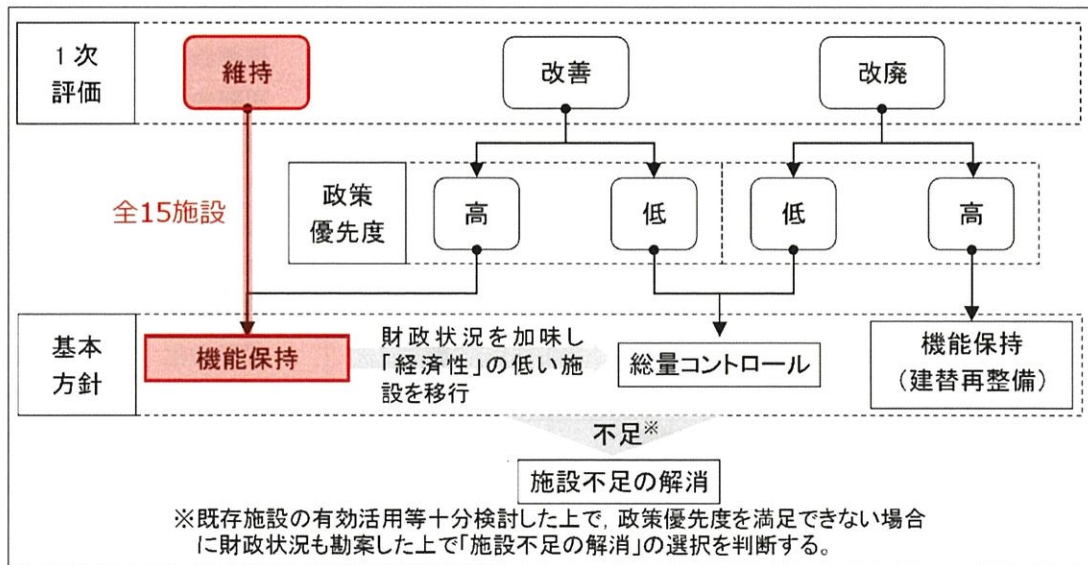 1次
評価
維持
改善
改廃
全15施設
政策
優先度
高
低
低
高
基本
方針
機能保持
財政状況を加味し
「経済性」の低い施
設を移行
総量コントロール
機能保持
（建替再整備）
不足※
施設不足の解消
※既存施設の有効活用等十分検討した上で，政策優先度を満足できない場合
に財政状況も勘案した上で「施設不足の解消」の選択を判断する。